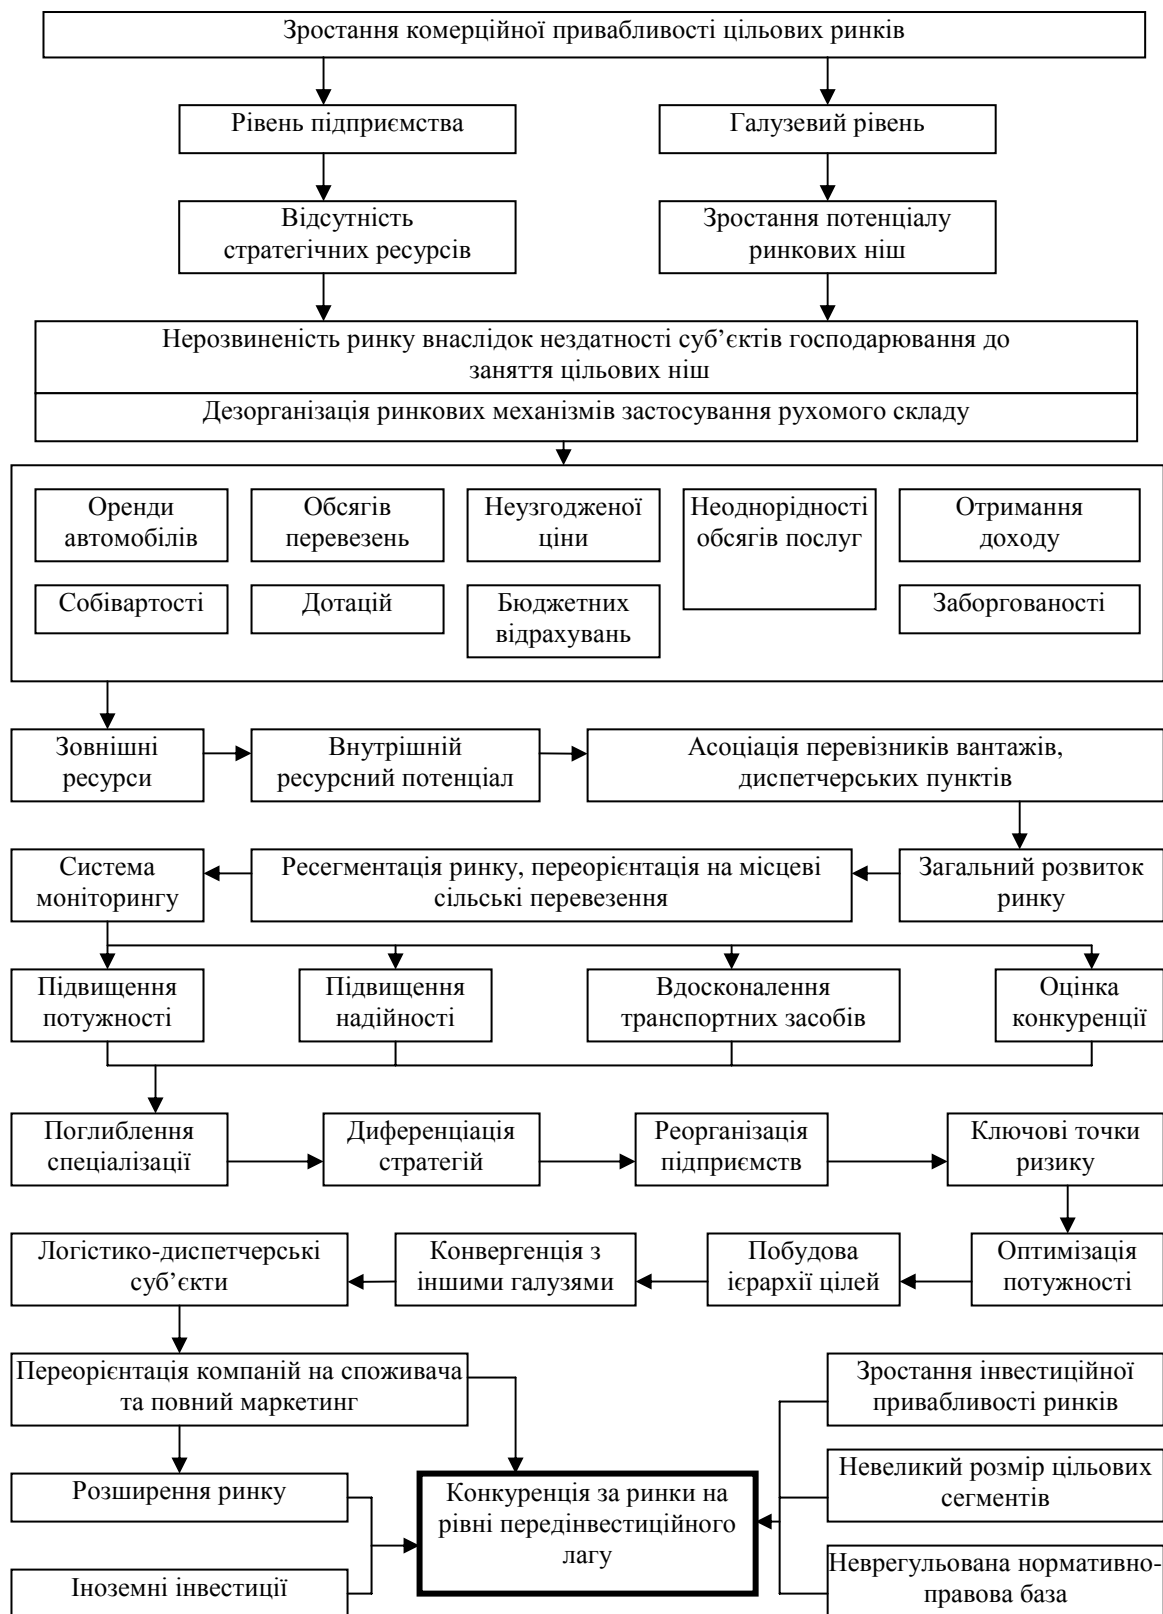 Зростання комерційної привабливості цільових ринків
Рівень підприємства
Галузевий рівень
Відсутність
стратегічних ресурсів
Зростання потенціалу
ринкових ніш
Нерозвиненість ринку внаслідок нездатності суб’єктів господарювання до
заняття цільових ніш
Дезорганізація ринкових механізмів застосування рухомого складу
Оренди
автомобілів
Обсягів
перевезень
Неузгодженої
ціни
Неоднорідності
обсягів послуг
Отримання
доходу
Собівартості
Дотацій
Бюджетних
відрахувань
Заборгованості
Зовнішні
ресурси
Внутрішній
ресурсний потенціал
Асоціація перевізників вантажів,
диспетчерських пунктів
Система
моніторингу
Ресегментація ринку, переорієнтація на місцеві
сільські перевезення
Загальний розвиток
ринку
Підвищення
потужності
Підвищення
надійності
Вдосконалення
транспортних засобів
Оцінка
конкуренції
Поглиблення
спеціалізації
Диференціація
стратегій
Реорганізація
підприємств
Ключові точки
ризику
Логістико-диспетчерські
суб’єкти
Конвергенція з
іншими галузями
Побудова
ієрархії цілей
Оптимізація
потужності
Переорієнтація компаній на споживача
та повний маркетинг
Зростання інвестиційної
привабливості ринків
Розширення ринку
Конкуренція за ринки на
рівні передінвестиційного
лагу
Невеликий розмір цільових
сегментів
Іноземні інвестиції
Неврегульована нормативно-
правова база